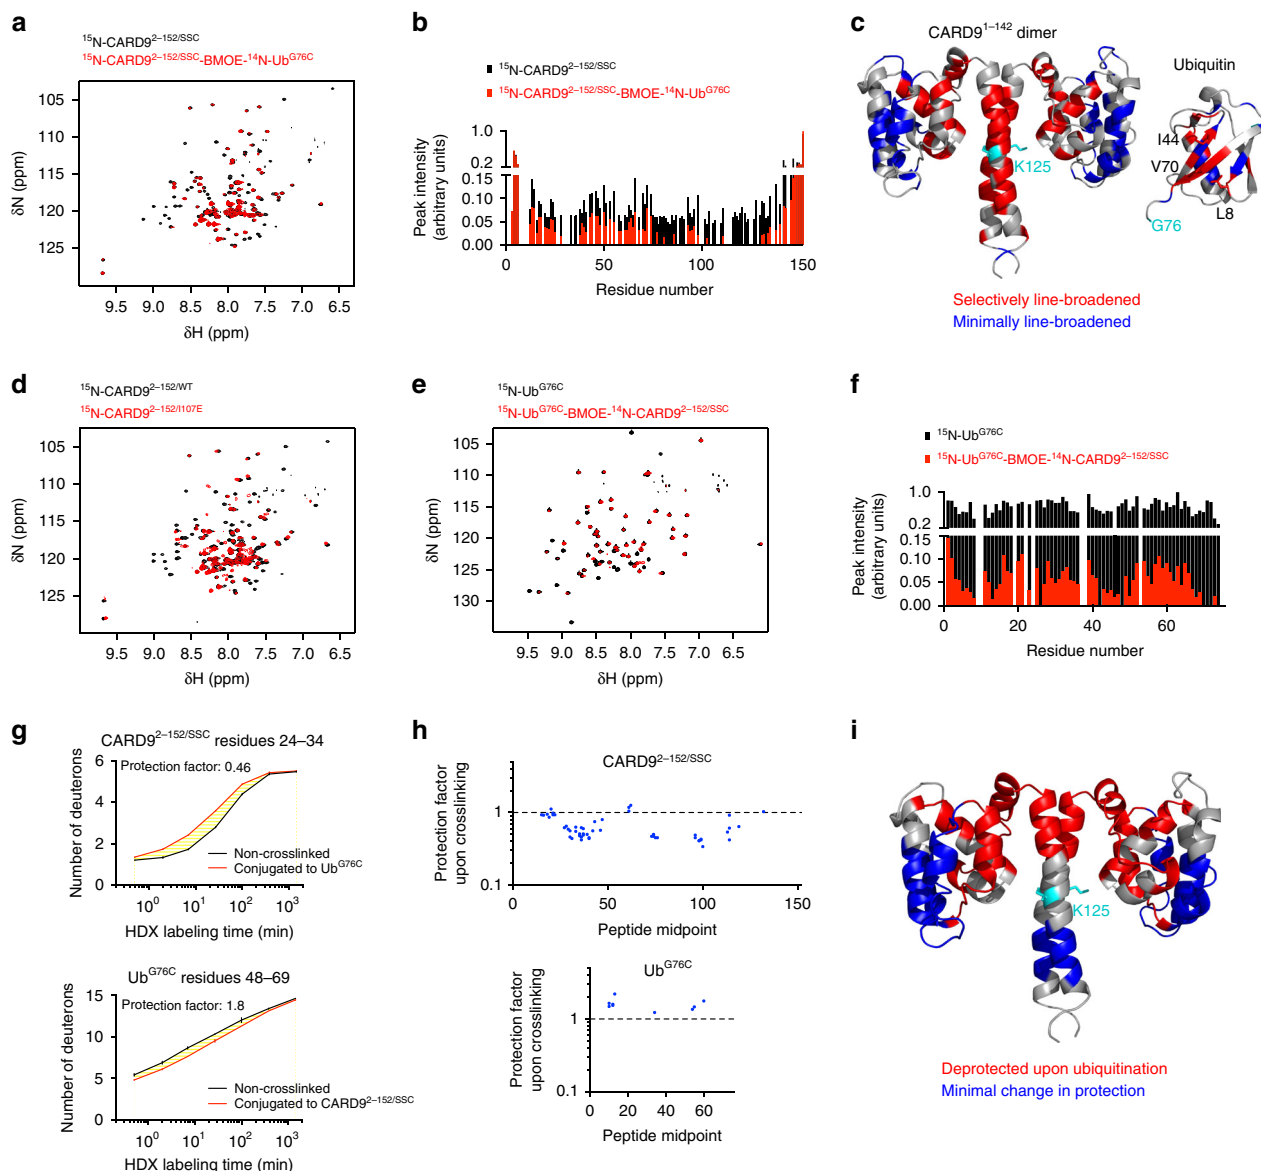 a
¹⁵N-CARD9²⁻¹⁵²/ˢˢᶜ
¹⁵N-CARD9²⁻¹⁵²/ˢˢᶜ-BMOE-¹⁴N-Ubᴳ⁷⁶ᶜ
105
110
115
120
125
δN (ppm)
9.5 9.0 8.5 8.0 7.5 7.0 6.5
δH (ppm)
b
¹⁵N-CARD9²⁻¹⁵²/ˢˢᶜ
¹⁵N-CARD9²⁻¹⁵²/ˢˢᶜ-BMOE-¹⁴N-Ubᴳ⁷⁶ᶜ
Peak intensity
(arbitrary units)
1.0
0.2
0.15
0.10
0.05
0.00
0 50 100 150
Residue number
c
CARD9¹⁻¹⁴² dimer
Ubiquitin
K125
I44
V70
L8
G76
Selectively line-broadened
Minimally line-broadened
d
¹⁵N-CARD9²⁻¹⁵²/ᵂᵀ
¹⁵N-CARD9²⁻¹⁵²/ᴵ¹⁰⁷ᴱ
105
110
115
120
125
δN (ppm)
9.5 9.0 8.5 8.0 7.5 7.0 6.5
δH (ppm)
e
¹⁵N-Ubᴳ⁷⁶ᶜ
¹⁵N-Ubᴳ⁷⁶ᶜ-BMOE-¹⁴N-CARD9²⁻¹⁵²/ˢˢᶜ
105
110
115
120
125
130
δN (ppm)
9.5 9.0 8.5 8.0 7.5 7.0 6.5
δH (ppm)
f
¹⁵N-Ubᴳ⁷⁶ᶜ
¹⁵N-Ubᴳ⁷⁶ᶜ-BMOE-¹⁴N-CARD9²⁻¹⁵²/ˢˢᶜ
Peak intensity
(arbitrary units)
1.0
0.2
0.15
0.10
0.05
0.00
0 20 40 60
Residue number
g
CARD9²⁻¹⁵²/ˢˢᶜ residues 24–34
Protection factor: 0.46
Number of deuterons
6
4
2
0
Non-crosslinked
Conjugated to Ubᴳ⁷⁶ᶜ
10⁰ 10¹ 10² 10³
HDX labeling time (min)
Ubᴳ⁷⁶ᶜ residues 48–69
Protection factor: 1.8
Number of deuterons
15
10
5
0
Non-crosslinked
Conjugated to CARD9²⁻¹⁵²/ˢˢᶜ
10⁰ 10¹ 10² 10³
HDX labeling time (min)
h
CARD9²⁻¹⁵²/ˢˢᶜ
Protection factor
upon crosslinking
1
0.1
0 50 100 150
Peptide midpoint
Ubᴳ⁷⁶ᶜ
Protection factor
upon crosslinking
1
0.1
0 20 40 60
Peptide midpoint
i
K125
Deprotected upon ubiquitination
Minimal change in protection